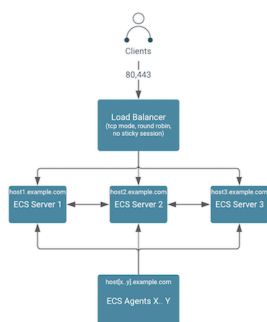 Clients
80,443
Load Balancer
(tcp mode, round robin,
no sticky session)
host1.example.com
ECS Server 1
host2.example.com
ECS Server 2
host3.example.com
ECS Server 3
host[x..y].example.com
ECS Agents X.. Y